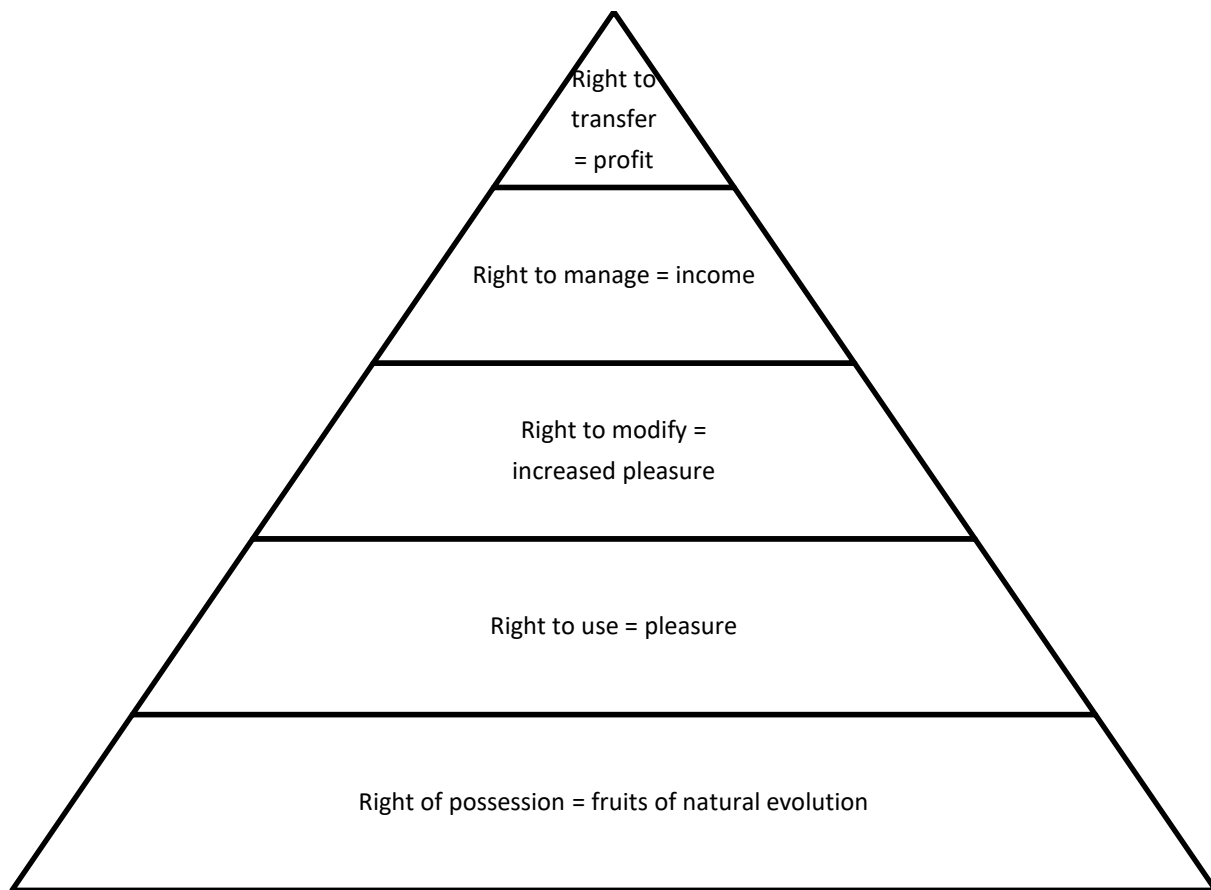 Right to
transfer
= profit
Right to manage = income
Right to modify =
increased pleasure
Right to use = pleasure
Right of possession = fruits of natural evolution